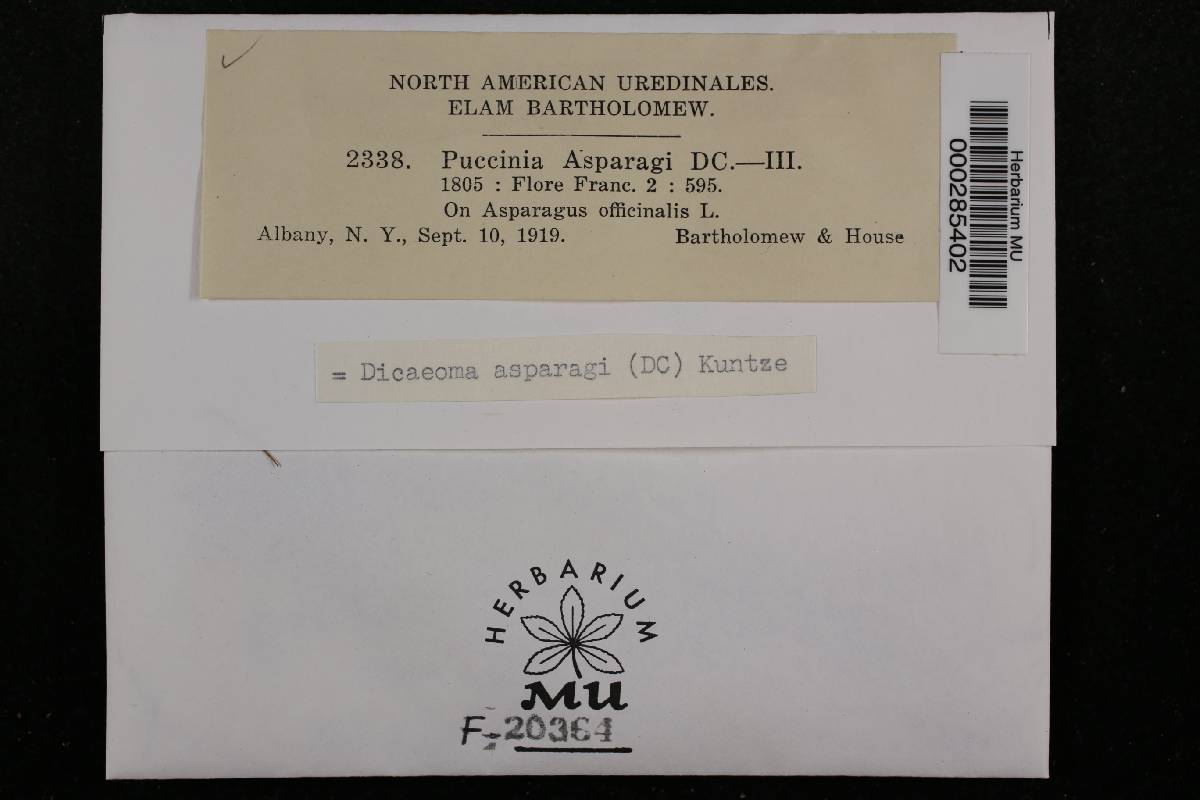 NORTH AMERICAN UREDINALES.
ELAM BARTHOLOMEW.
2338. Puccinia Asparagi DC.—III.
1805 : Flore Franc. 2 : 595.
On Asparagus officinalis L.
Albany, N. Y., Sept. 10, 1919. Bartholomew & House
Herbarium MU
000285402
= Dicaeoma asparagi (DC) Kuntze
HERBARIUM
MU
F-20364